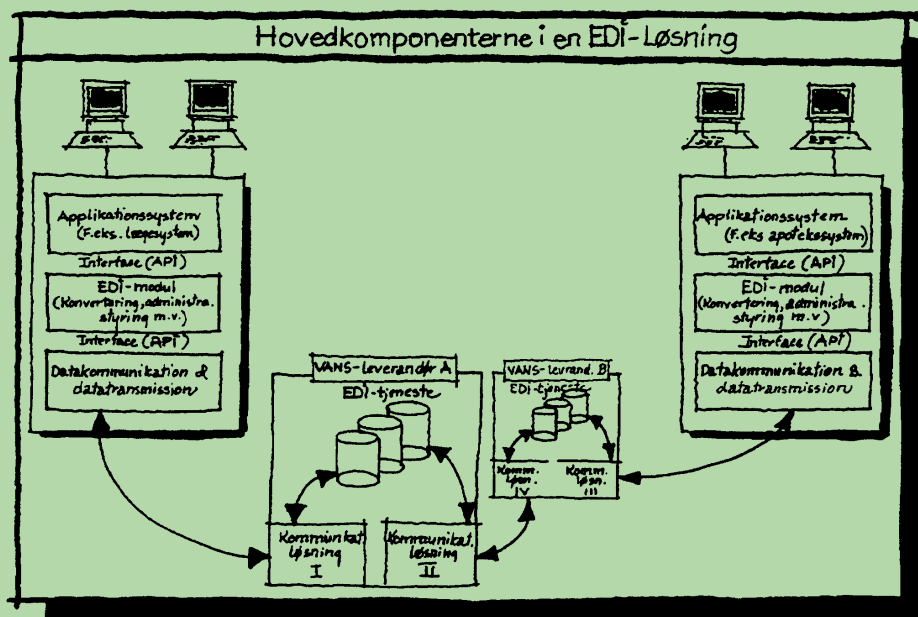 Hovedkomponenterne i en EDI-Løsning
Applikationssystem
(F.eks. lægesystem)
Interface (API)
EDI-modul
(Konvertering, administra.
styring m.v.)
Interface (API)
Datakommunikation &
datatransmission
VANS-leverandør A
EDI-tjeneste
Kommunikat.
løsning
I
Kommunikat.
løsning
II
VANS-levrand. B
EDI-tjeneste
Komm.
løsn.
IV
Komm.
løsn.
III
Applikationssystem
(F.eks apotekssystem)
Interface (API)
EDI-modul
(Konvertering, administra.
styring m.v)
Interface (API)
Datakommunikation &
datatransmission